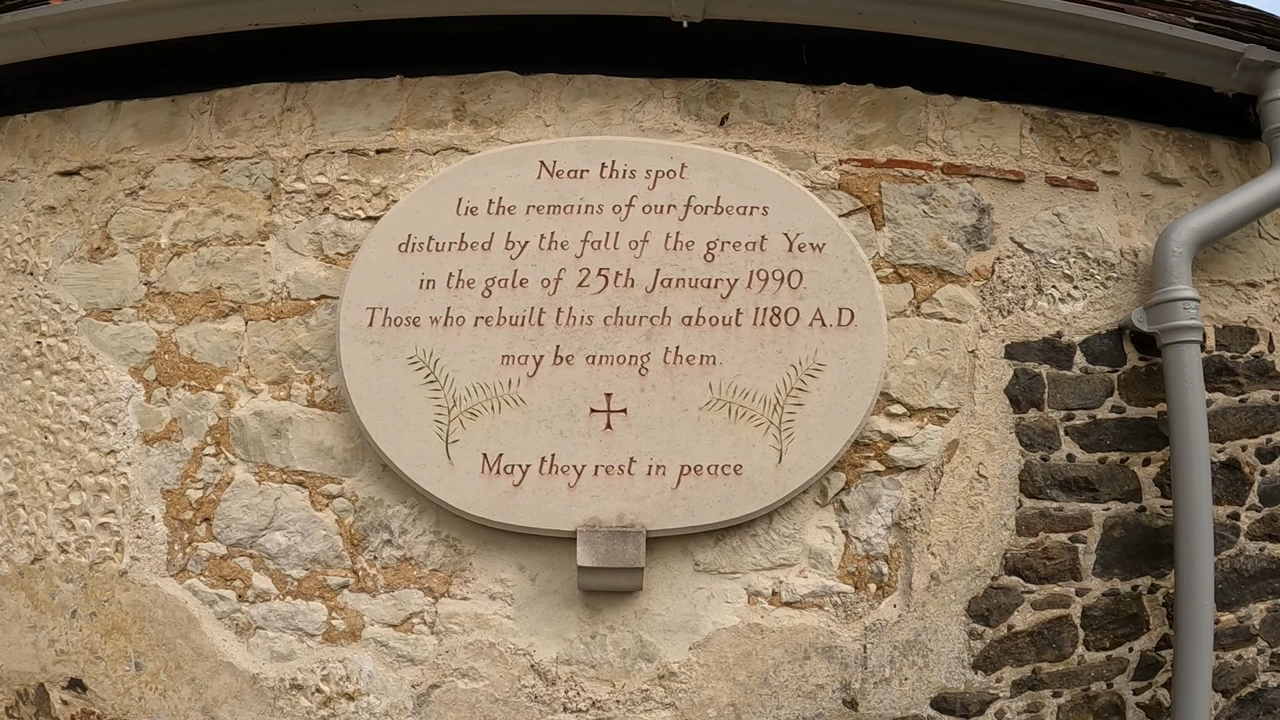 Near this spot
lie the remains of our forbears
disturbed by the fall of the great Yew
in the gale of 25th January 1990.
Those who rebuilt this church about 1180 A.D.
may be among them.
May they rest in peace